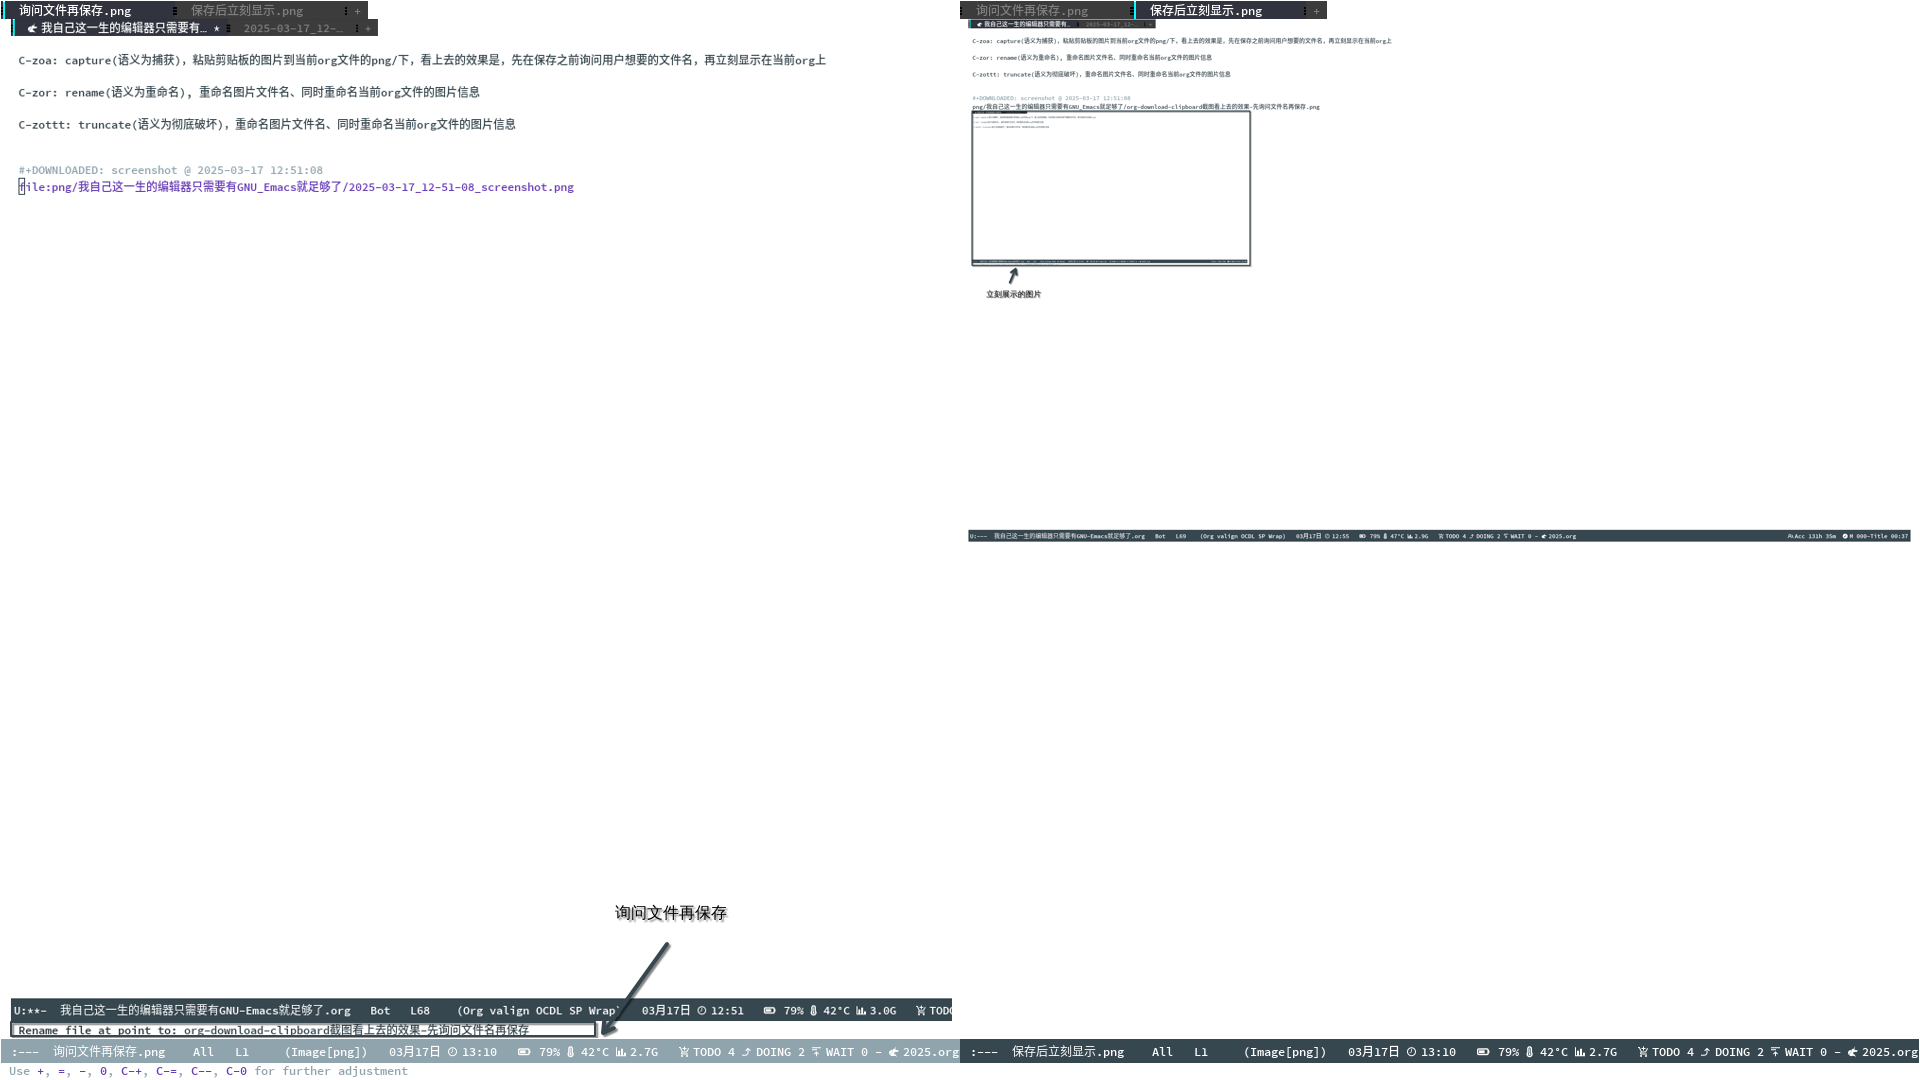 询问文件再保存.png 保存后立刻显示.png +
我自己这一生的编辑器只需要有… * 2025-03-17_12-… +
C-zoa: capture(语义为捕获), 粘贴剪贴板的图片到当前org文件的png/下, 看上去的效果是, 先在保存之前询问用户想要的文件名, 再立刻显示在当前org上
C-zor: rename(语义为重命名), 重命名图片文件名、同时重命名当前org文件的图片信息
C-zottt: truncate(语义为彻底破坏), 重命名图片文件名、同时重命名当前org文件的图片信息
#+DOWNLOADED: screenshot @ 2025-03-17 12:51:08
file:png/我自己这一生的编辑器只需要有GNU_Emacs就足够了/2025-03-17_12-51-08_screenshot.png
询问文件再保存
U:**- 我自己这一生的编辑器只需要有GNU-Emacs就足够了.org Bot L68 (Org valign OCDL SP Wrap) 03月17日 12:51 79% 42°C 3.0G TODO
Rename file at point to: org-download-clipboard截图看上去的效果-先询问文件名再保存
:--- 询问文件再保存.png All L1 (Image[png]) 03月17日 13:10 79% 42°C 2.7G TODO 4 DOING 2 WAIT 0 - 2025.org
Use +, =, -, 0, C-+, C-=, C--, C-0 for further adjustment
询问文件再保存.png 保存后立刻显示.png +
我自己这一生的编辑器只需要有… 2025-03-17_12-… +
C-zoa: capture(语义为捕获), 粘贴剪贴板的图片到当前org文件的png/下, 看上去的效果是, 先在保存之前询问用户想要的文件名, 再立刻显示在当前org上
C-zor: rename(语义为重命名), 重命名图片文件名、同时重命名当前org文件的图片信息
C-zottt: truncate(语义为彻底破坏), 重命名图片文件名、同时重命名当前org文件的图片信息
#+DOWNLOADED: screenshot @ 2025-03-17 12:51:08
png/我自己这一生的编辑器只需要有GNU_Emacs就足够了/org-download-clipboard截图看上去的效果-先询问文件名再保存.png
立刻展示的图片
U:--- 我自己这一生的编辑器只需要有GNU-Emacs就足够了.org Bot L69 (Org valign OCDL SP Wrap) 03月17日 12:55 79% 47°C 2.9G TODO 4 DOING 2 WAIT 0 - 2025.org Acc 131h 35m M 000-Title 00:37
:--- 保存后立刻显示.png All L1 (Image[png]) 03月17日 13:10 79% 42°C 2.7G TODO 4 DOING 2 WAIT 0 - 2025.org